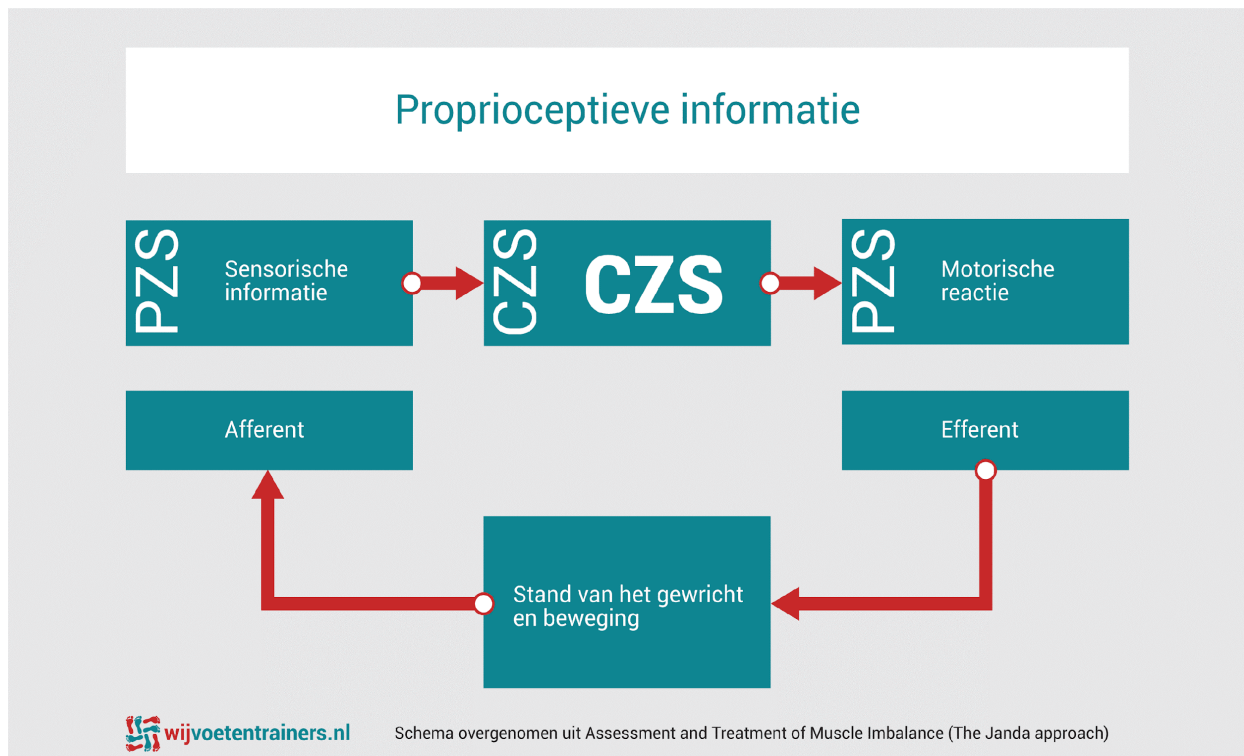 Proprioceptieve informatie
PZS
Sensorische
informatie
CZS
CZS
PZS
Motorische
reactie
Afferent
Efferent
Stand van het gewricht
en beweging
wijvoetentrainers.nl
Schema overgenomen uit Assessment and Treatment of Muscle Imbalance (The Janda approach)